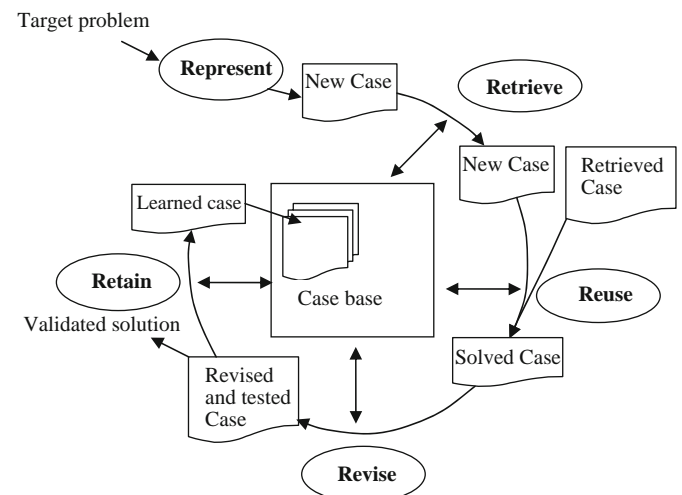 Target problem
Represent
New Case
Retrieve
New Case
Retrieved
Case
Learned case
Case base
Retain
Reuse
Validated solution
Solved Case
Revised
and tested
Case
Revise